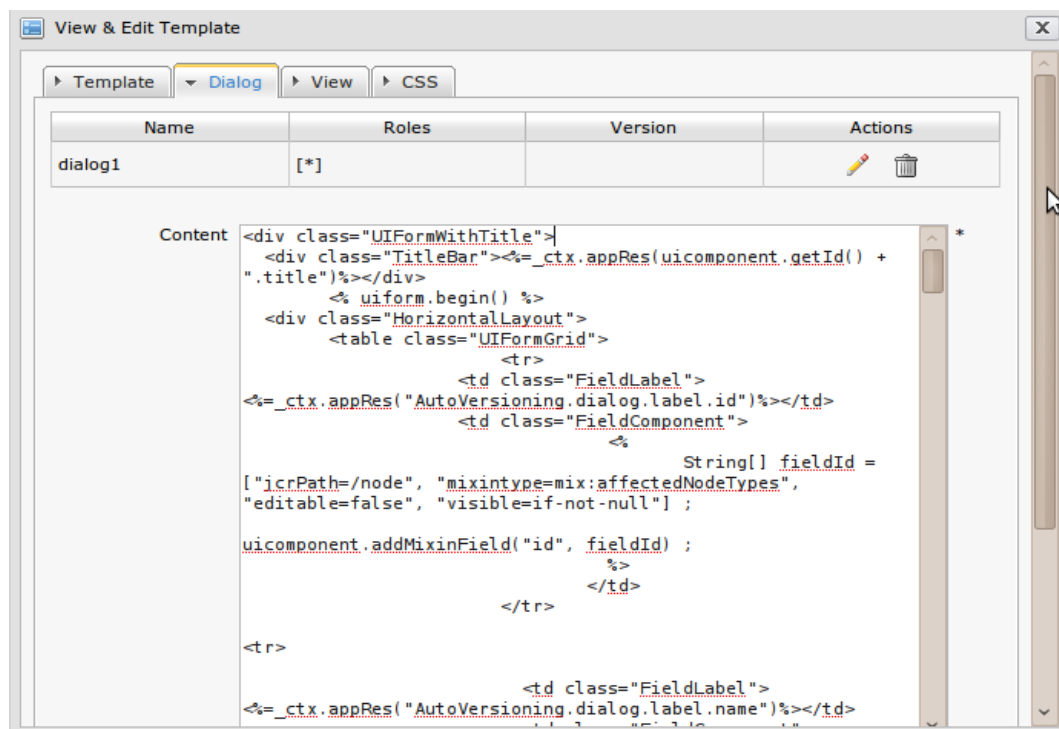 View & Edit Template
Template Dialog View CSS
Name Roles Version Actions
dialog1 [*]
Content <div class="UIFormWithTitle"> *
<div class="TitleBar"><%=_ctx.appRes(uicomponent.getId() +
".title")%></div>
<% uiform.begin() %>
<div class="HorizontalLayout">
<table class="UIFormGrid">
<tr>
<td class="FieldLabel">
<%=_ctx.appRes("AutoVersioning.dialog.label.id")%></td>
<td class="FieldComponent">
<%
String[] fieldId =
["jcrPath=/node", "mixintype=mix:affectedNodeTypes",
"editable=false", "visible=if-not-null"] ;
uicomponent.addMixinField("id", fieldId) ;
%>
</td>
</tr>
<tr>
<td class="FieldLabel">
<%=_ctx.appRes("AutoVersioning.dialog.label.name")%></td>